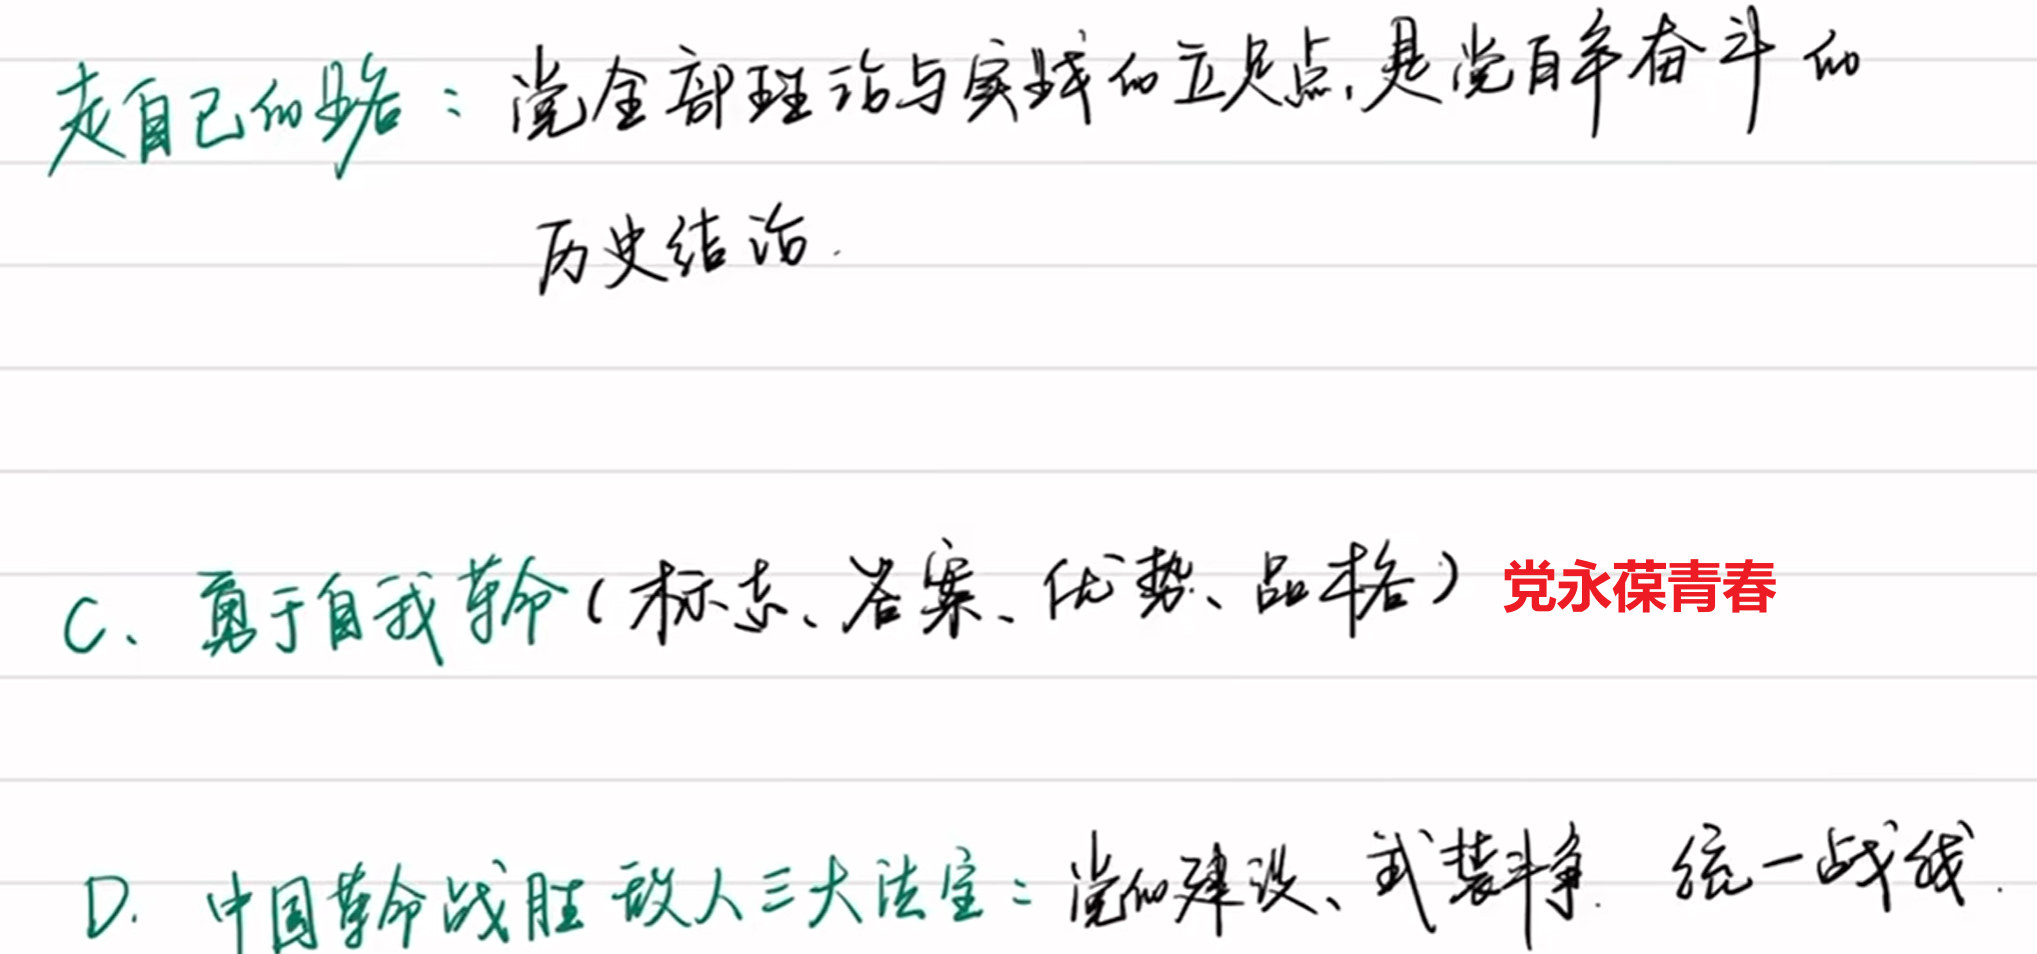 走自己的路：党全部理论与实践的立足点，是党百年奋斗的
历史结论．
C、勇于自我革命（标志、答案、优势、品格）党永葆青春
D. 中国革命战胜敌人三大法宝：党的建设、武装斗争. 统一战线.